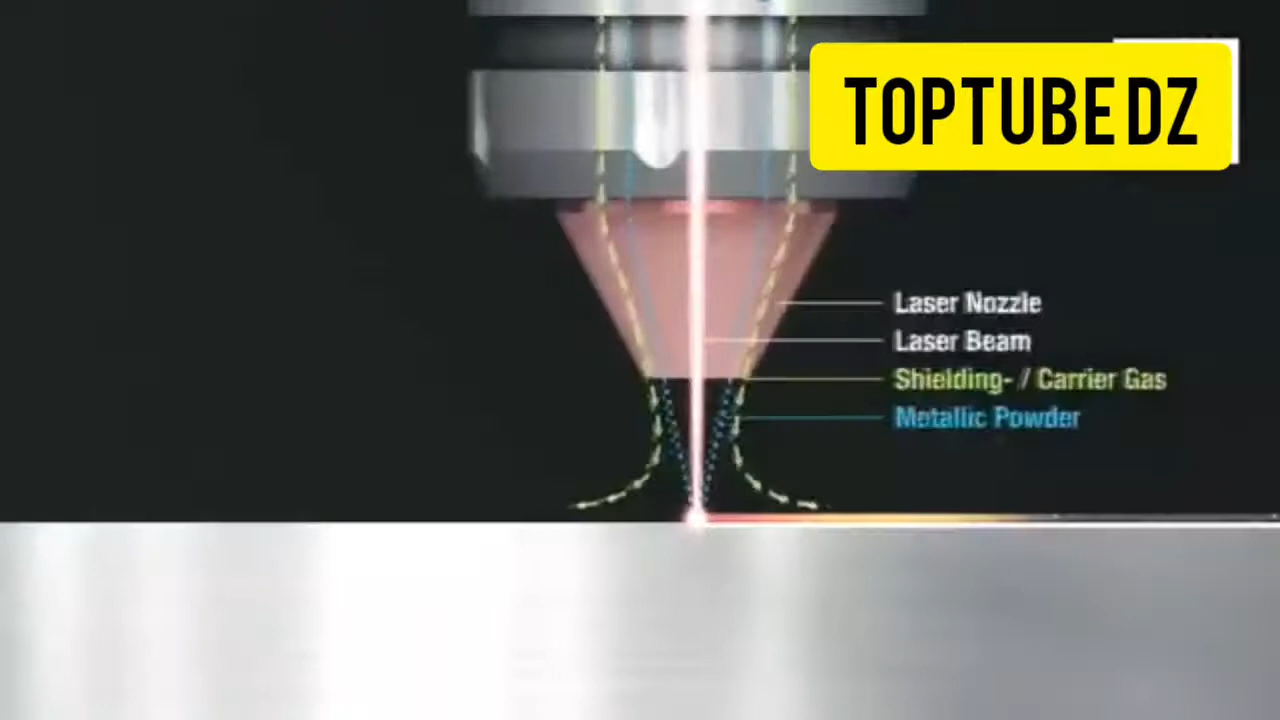 TOPTUBE DZ
Laser Nozzle
Laser Beam
Shielding- / Carrier Gas
Metallic Powder